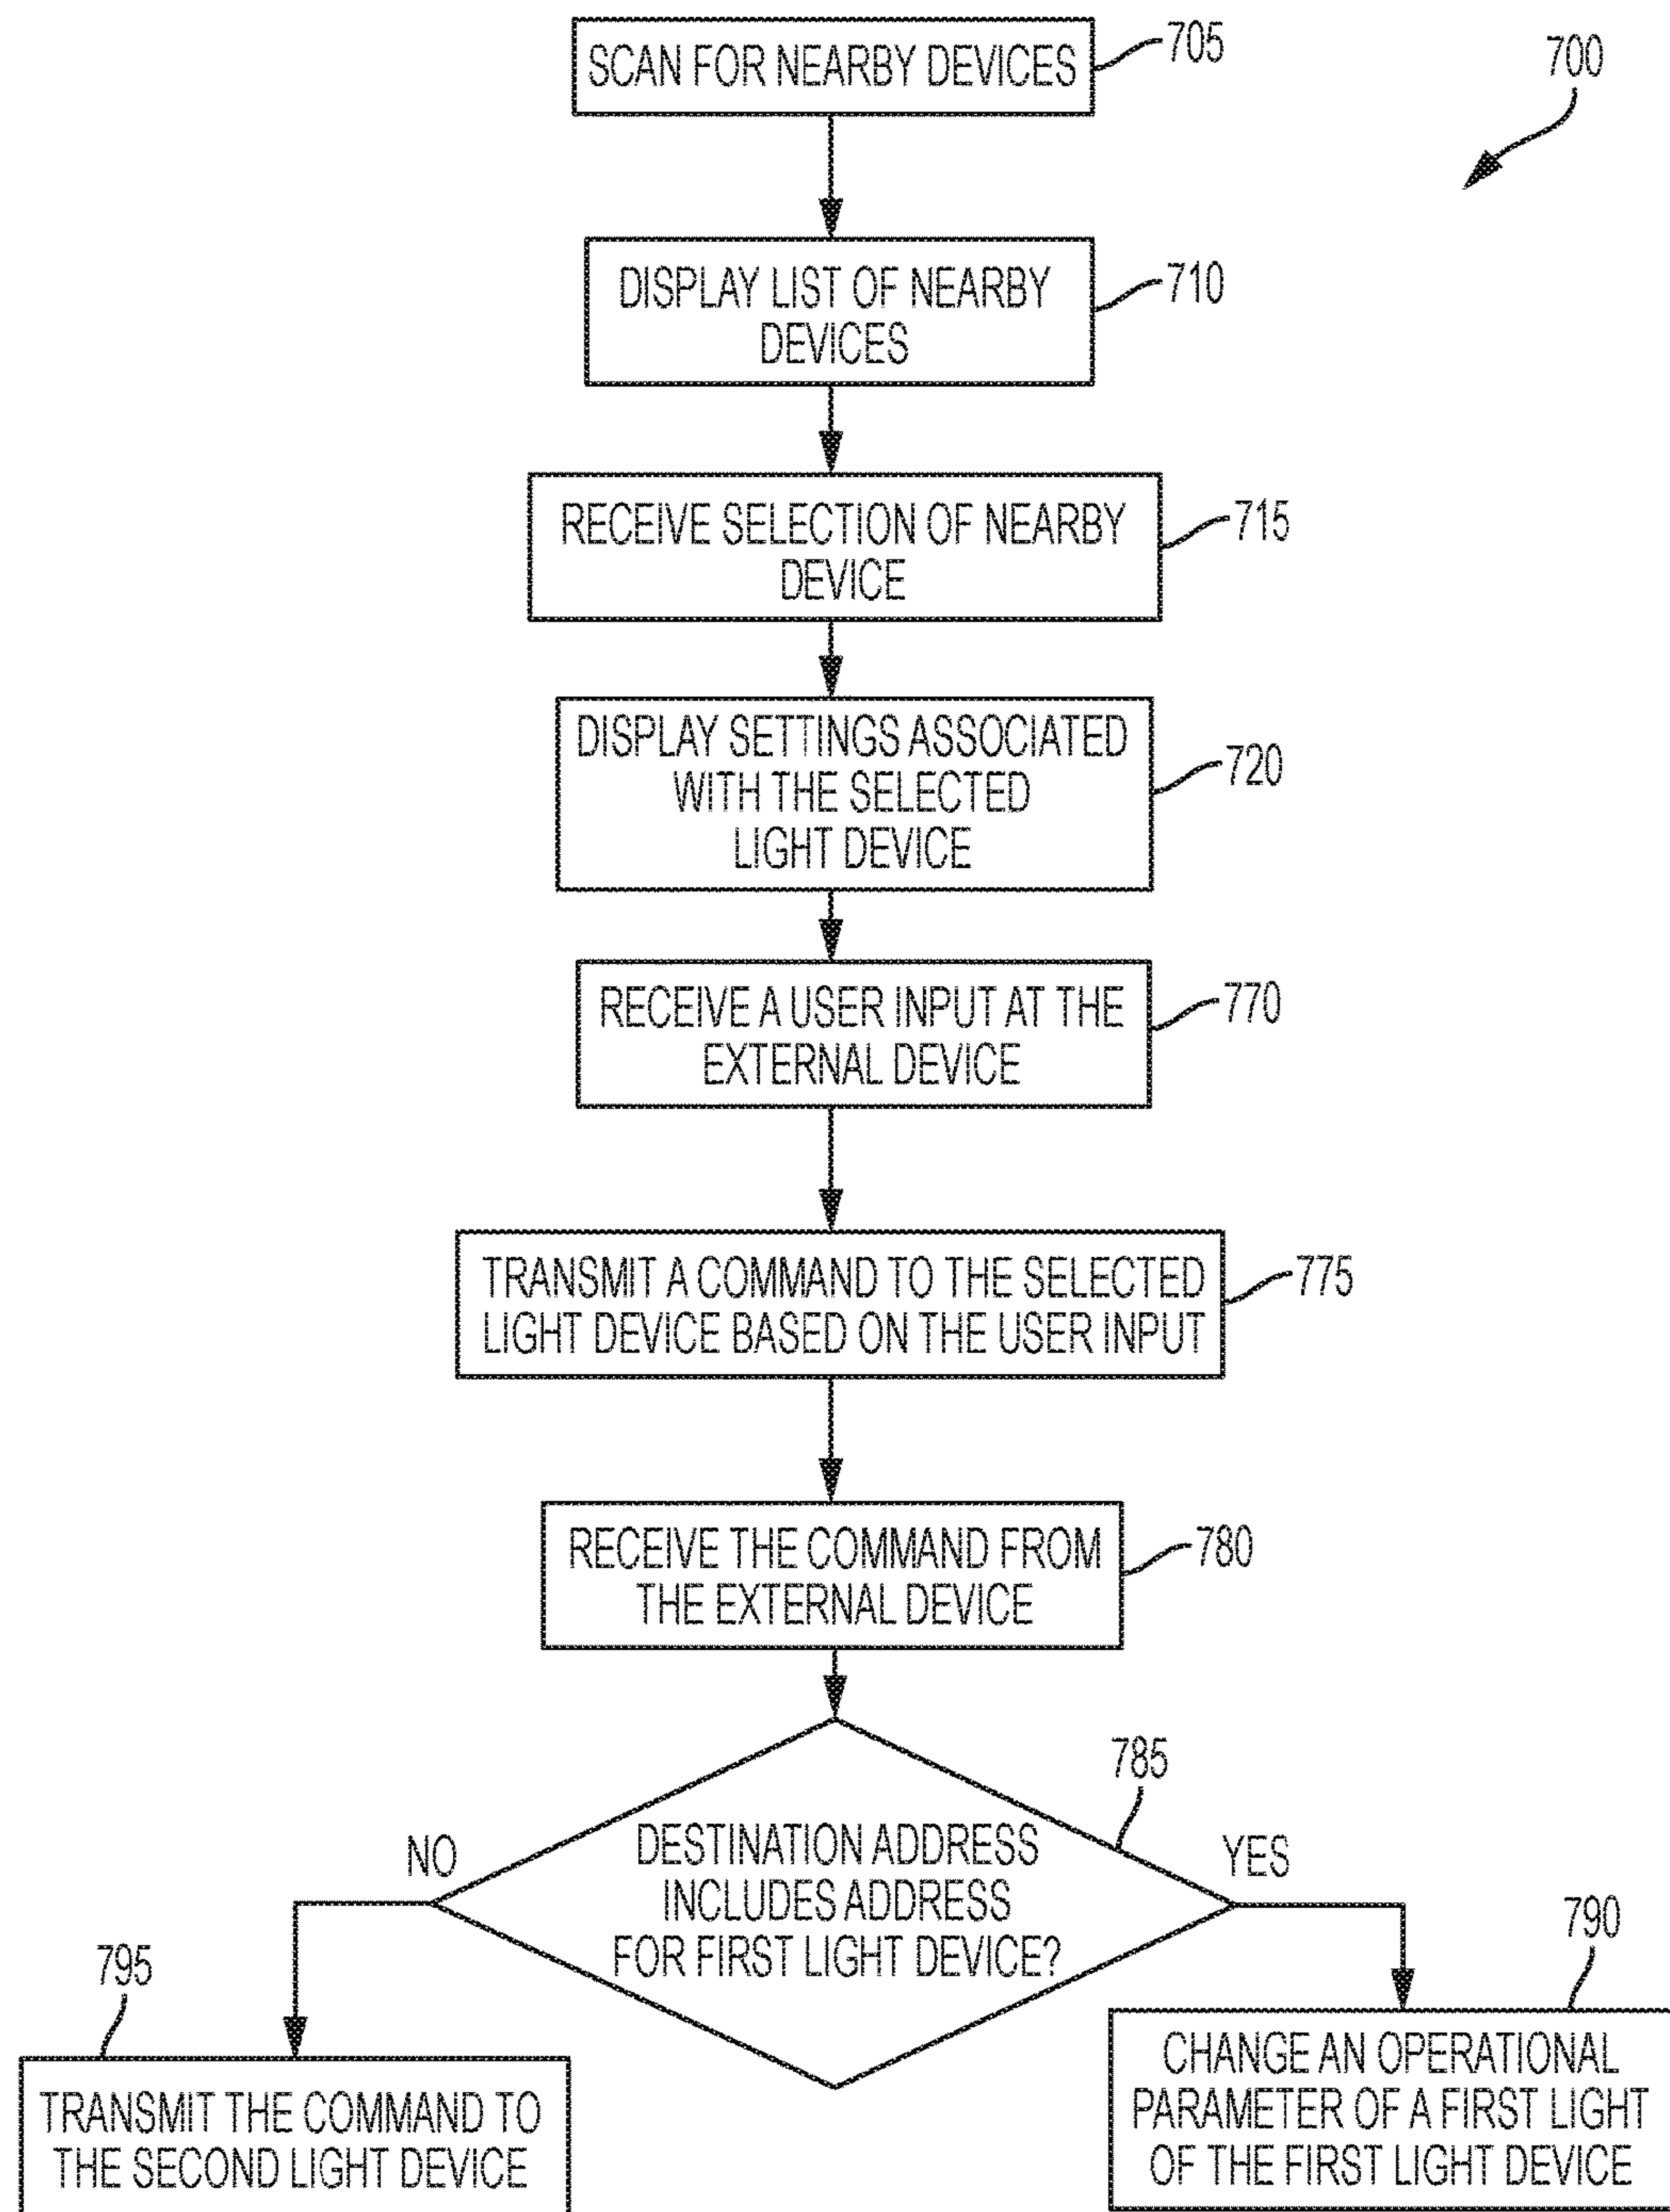 SCAN FOR NEARBY DEVICES
705
700
DISPLAY LIST OF NEARBY
DEVICES
710
RECEIVE SELECTION OF NEARBY
DEVICE
715
DISPLAY SETTINGS ASSOCIATED
WITH THE SELECTED
LIGHT DEVICE
720
RECEIVE A USER INPUT AT THE
EXTERNAL DEVICE
770
TRANSMIT A COMMAND TO THE SELECTED
LIGHT DEVICE BASED ON THE USER INPUT
775
RECEIVE THE COMMAND FROM
THE EXTERNAL DEVICE
780
785
NO
DESTINATION ADDRESS
INCLUDES ADDRESS
FOR FIRST LIGHT DEVICE?
YES
795
TRANSMIT THE COMMAND TO
THE SECOND LIGHT DEVICE
790
CHANGE AN OPERATIONAL
PARAMETER OF A FIRST LIGHT
OF THE FIRST LIGHT DEVICE